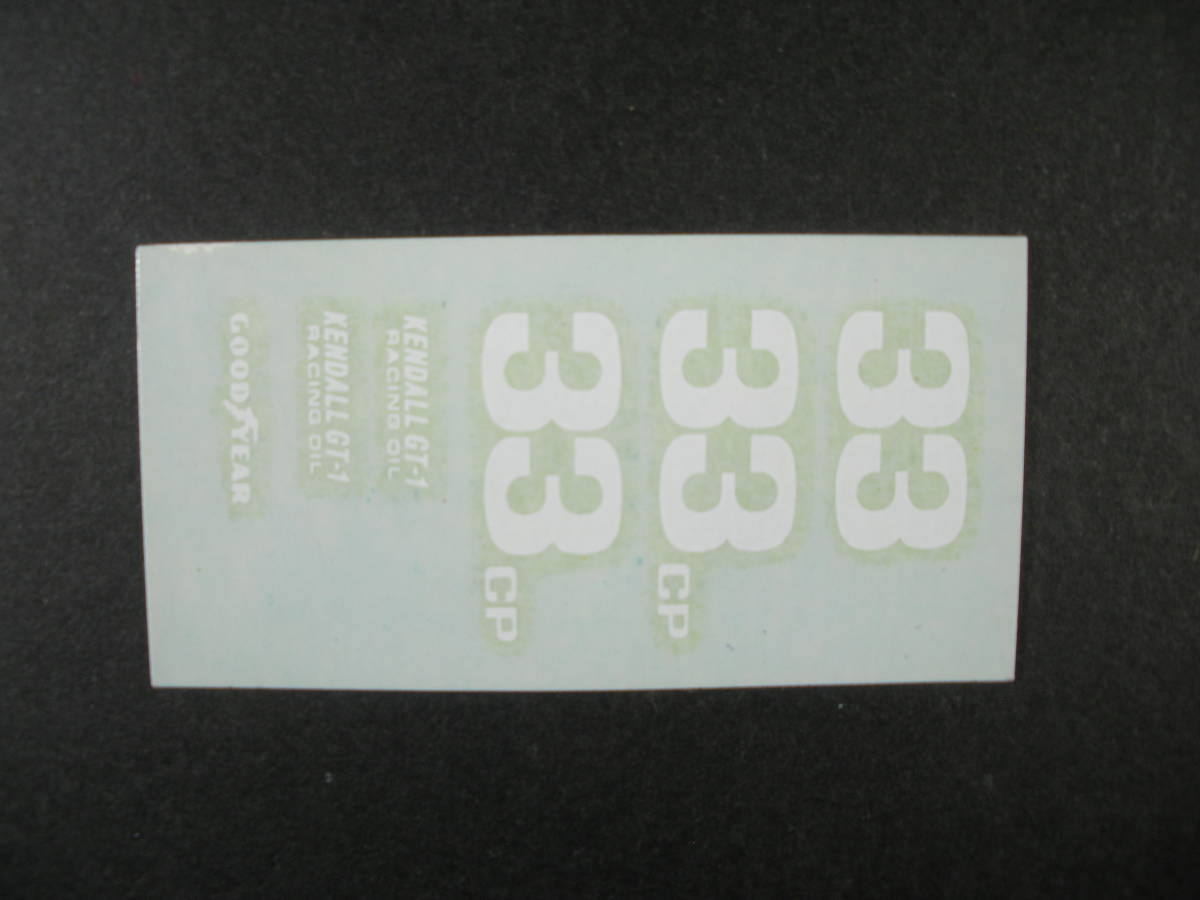 33
33
CP
33
CP
KENDALL GT-1
RACING OIL
KENDALL GT-1
RACING OIL
GOODYEAR